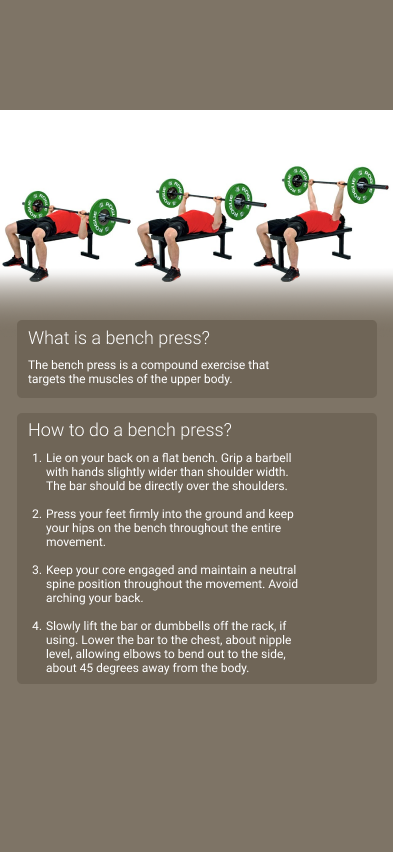 What is a bench press?
The bench press is a compound exercise that
targets the muscles of the upper body.
How to do a bench press?
1. Lie on your back on a flat bench. Grip a barbell
with hands slightly wider than shoulder width.
The bar should be directly over the shoulders.
2. Press your feet firmly into the ground and keep
your hips on the bench throughout the entire
movement.
3. Keep your core engaged and maintain a neutral
spine position throughout the movement. Avoid
arching your back.
4. Slowly lift the bar or dumbbells off the rack, if
using. Lower the bar to the chest, about nipple
level, allowing elbows to bend out to the side,
about 45 degrees away from the body.